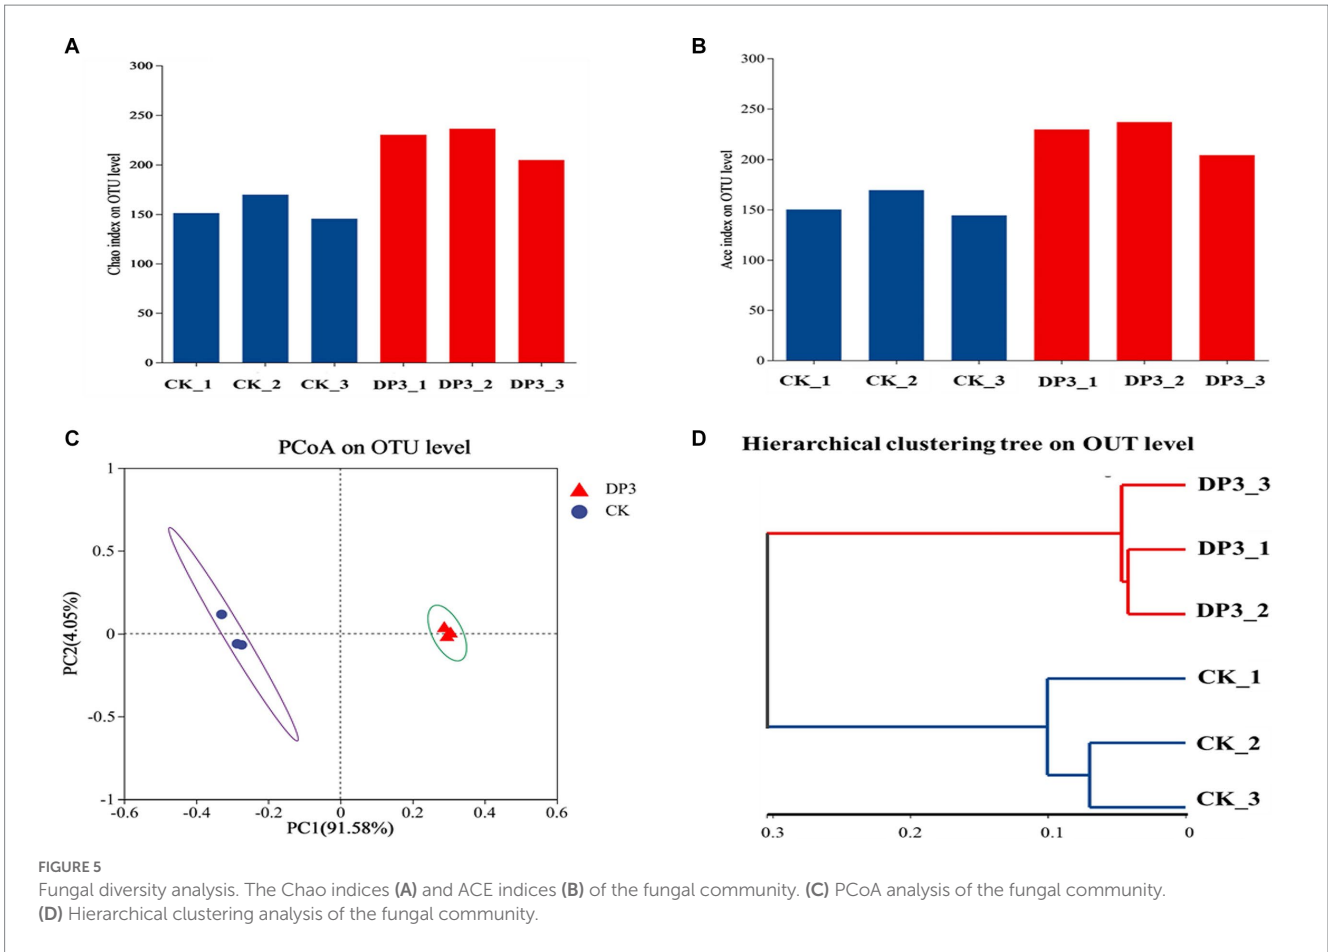 A
300
250
200
150
100
50
0
Chao index on OTU level
CK_1 CK_2 CK_3 DP3_1 DP3_2 DP3_3
B
300
250
200
150
100
50
0
Ace index on OTU level
CK_1 CK_2 CK_3 DP3_1 DP3_2 DP3_3
C
PCoA on OTU level
1
0.5
0
-0.5
-1
PC2(4.05%)
-0.6 -0.4 -0.2 0 0.2 0.4 0.6
PC1(91.58%)
DP3
CK
D
Hierarchical clustering tree on OUT level
DP3_3
DP3_1
DP3_2
CK_1
CK_2
CK_3
0.3 0.2 0.1 0
FIGURE 5
Fungal diversity analysis. The Chao indices (A) and ACE indices (B) of the fungal community. (C) PCoA analysis of the fungal community.
(D) Hierarchical clustering analysis of the fungal community.